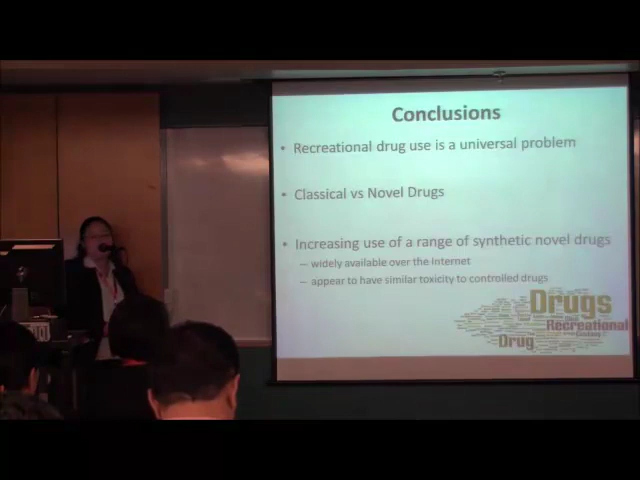 Conclusions
• Recreational drug use is a universal problem
• Classical vs Novel Drugs
• Increasing use of a range of synthetic novel drugs
– widely available over the Internet
– appear to have similar toxicity to controlled drugs
Drugs
Recreational
Drug